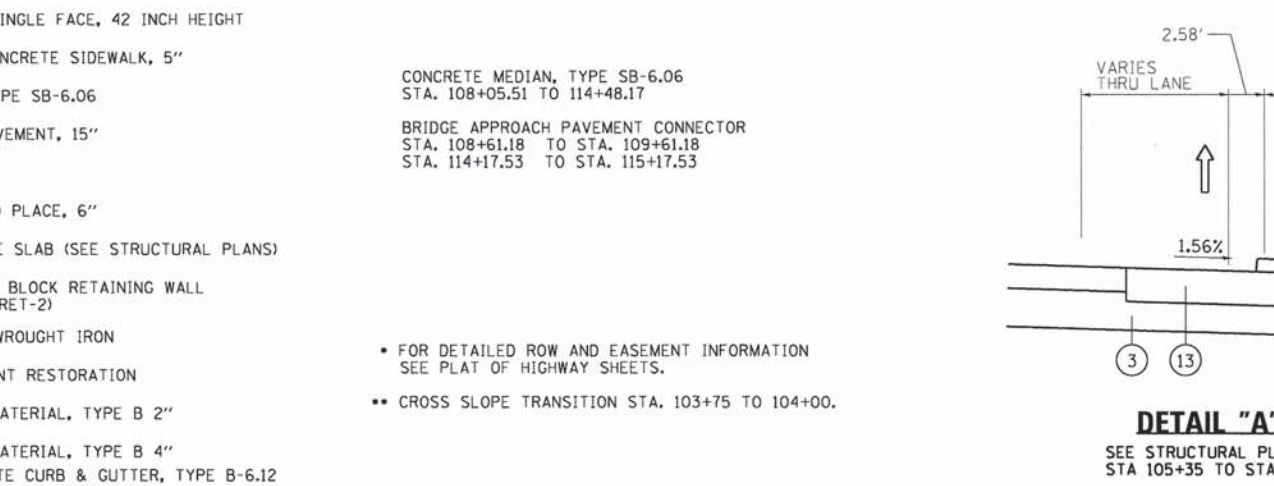 INGLE FACE, 42 INCH HEIGHT
NCRETE SIDEWALK, 5"
PE SB-6.06
VEMENT, 15"
PLACE, 6"
E SLAB (SEE STRUCTURAL PLANS)
BLOCK RETAINING WALL
RET-2)
WROUGHT IRON
NT RESTORATION
ATERIAL, TYPE B 2"
ATERIAL, TYPE B 4"
TE CURB & GUTTER, TYPE B-6.12
CONCRETE MEDIAN, TYPE SB-6.06
STA. 108+05.51 TO 114+48.17
BRIDGE APPROACH PAVEMENT CONNECTOR
STA. 108+61.18 TO STA. 109+61.18
STA. 114+17.53 TO STA. 115+17.53
• FOR DETAILED ROW AND EASEMENT INFORMATION
SEE PLAT OF HIGHWAY SHEETS.
•• CROSS SLOPE TRANSITION STA. 103+75 TO 104+00.
2.58'
VARIES
THRU LANE
1.56%
3 13
DETAIL "A"
SEE STRUCTURAL PL
STA 105+35 TO STA